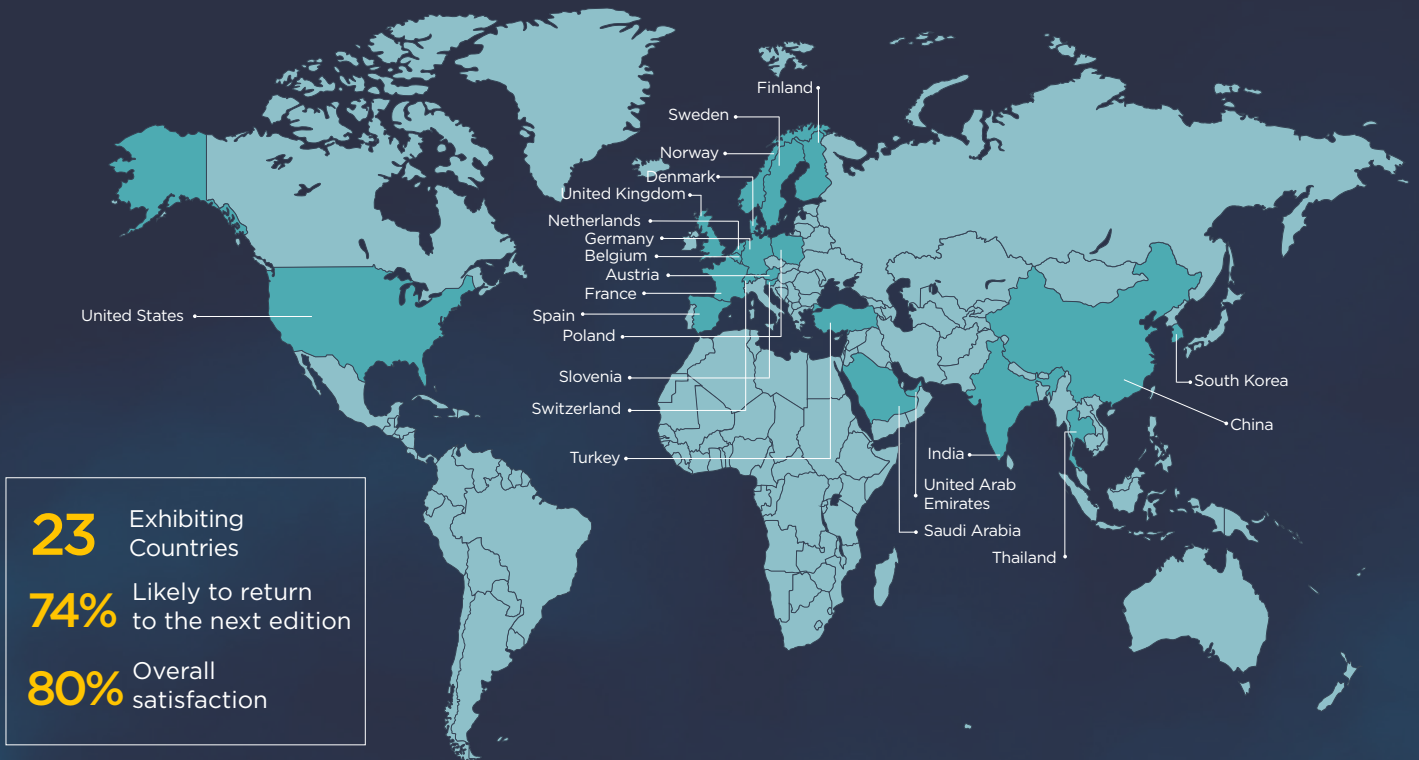 Finland
Sweden
Norway
Denmark
United Kingdom
Netherlands
Germany
Belgium
Austria
France
Spain
Poland
Slovenia
Switzerland
Turkey
United States
South Korea
China
India
United Arab
Emirates
Saudi Arabia
Thailand
23
Exhibiting
Countries
74%
Likely to return
to the next edition
80%
Overall
satisfaction